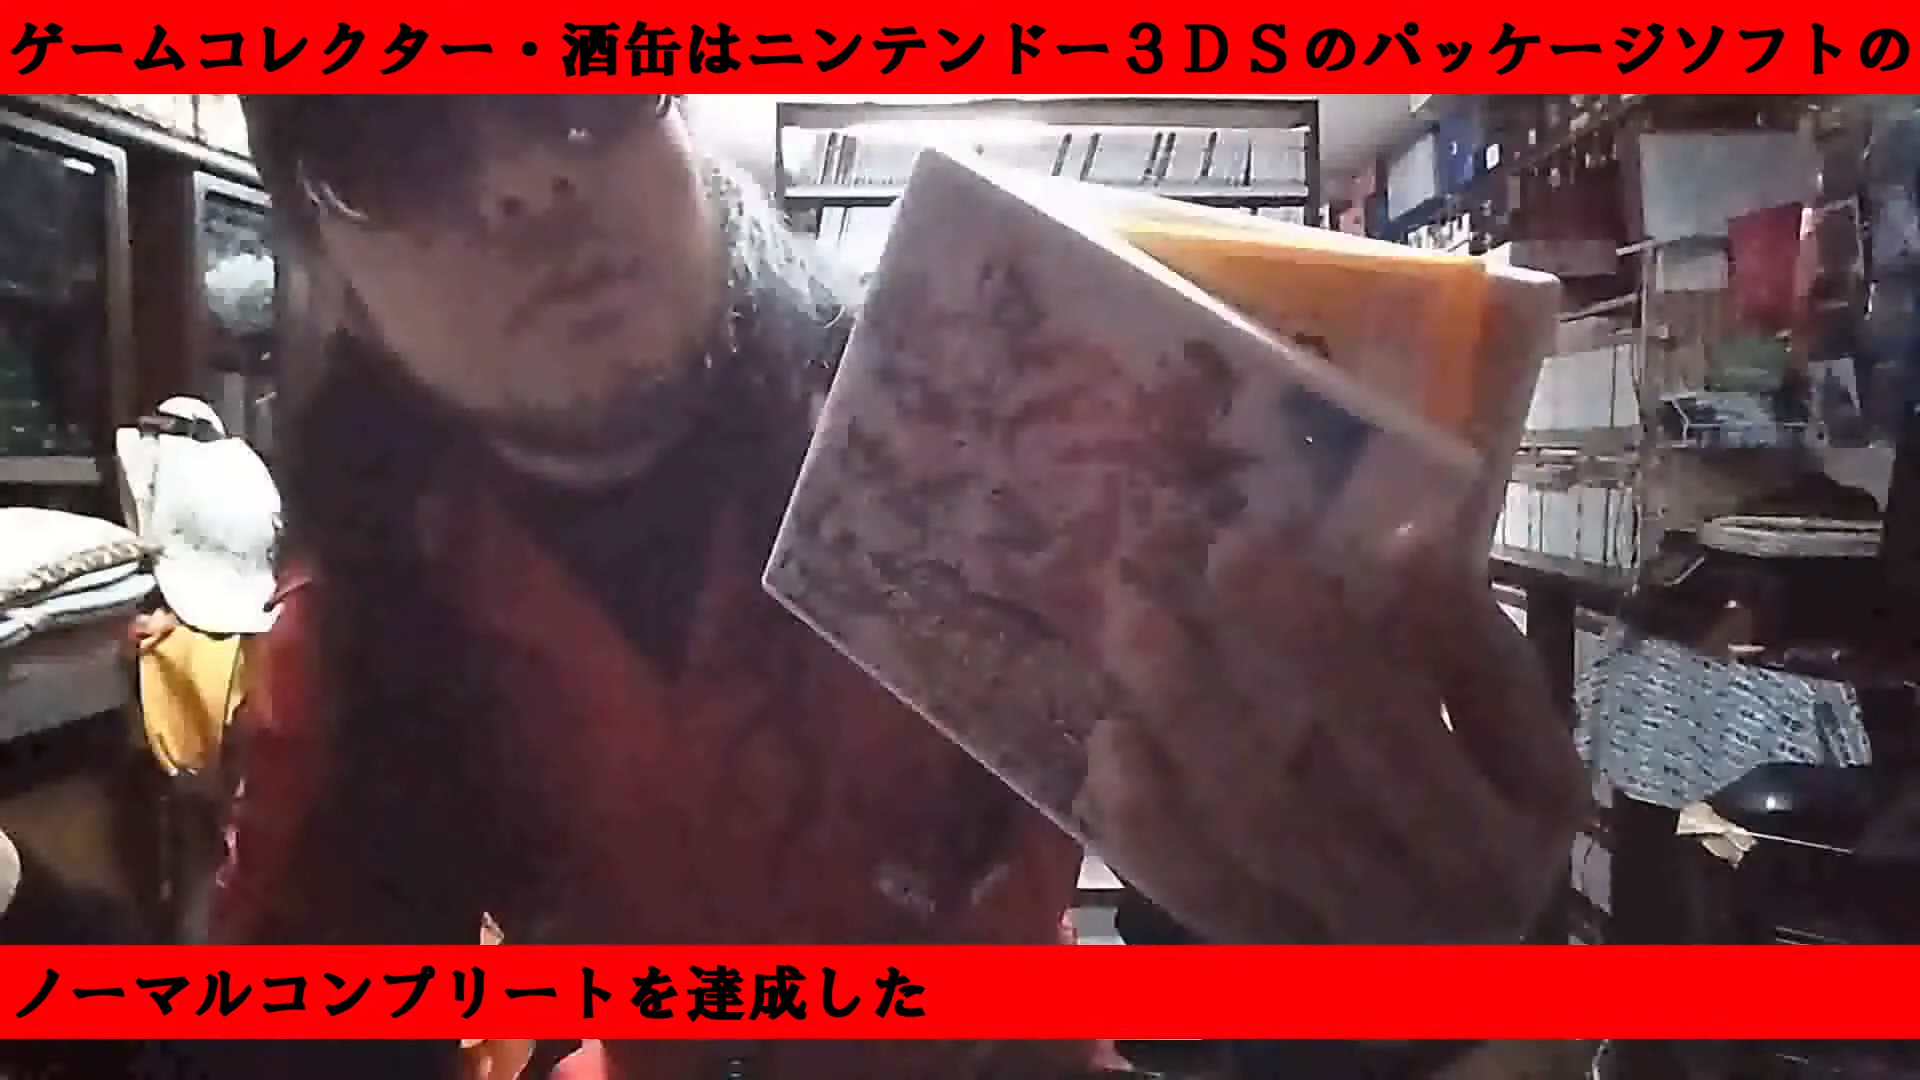 ゲームコレクター・酒缶はニンテンドー３ＤＳのパッケージソフトの
ノーマルコンプリートを達成した